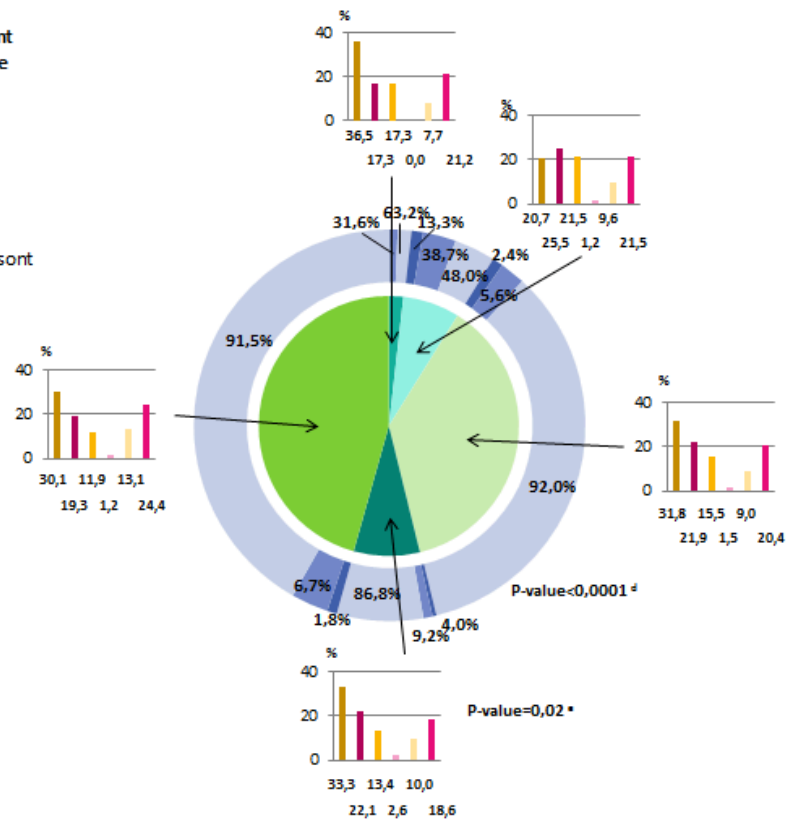 nt
e
sont
%
40
20
0
36,5 17,3 7,7
17,3 0,0 21,2
%
40
20
0
20,7 21,5 9,6
25,5 1,2 21,5
31,6%
63,2%
13,3%
38,7%
48,0%
2,4%
5,6%
91,5%
92,0%
%
40
20
0
30,1 11,9 13,1
19,3 1,2 24,4
%
40
20
0
31,8 15,5 9,0
21,9 1,5 20,4
6,7%
1,8%
86,8%
9,2%
4,0%
P-value<0,0001 d
%
40
20
0
33,3 13,4 10,0
22,1 2,6 18,6
P-value=0,02